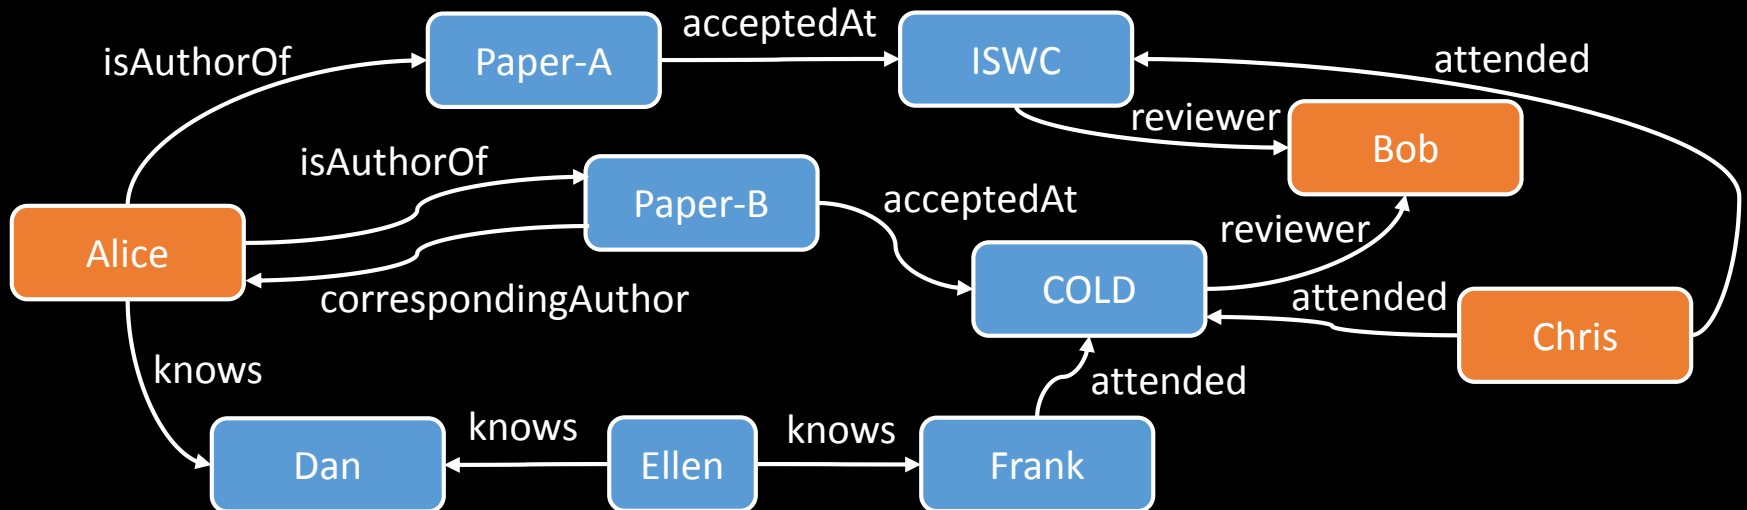 acceptedAt
isAuthorOf
Paper-A
ISWC
attended
reviewer
Bob
isAuthorOf
Paper-B
acceptedAt
reviewer
Alice
correspondingAuthor
COLD
attended
Chris
knows
attended
knows
knows
Dan
Ellen
Frank